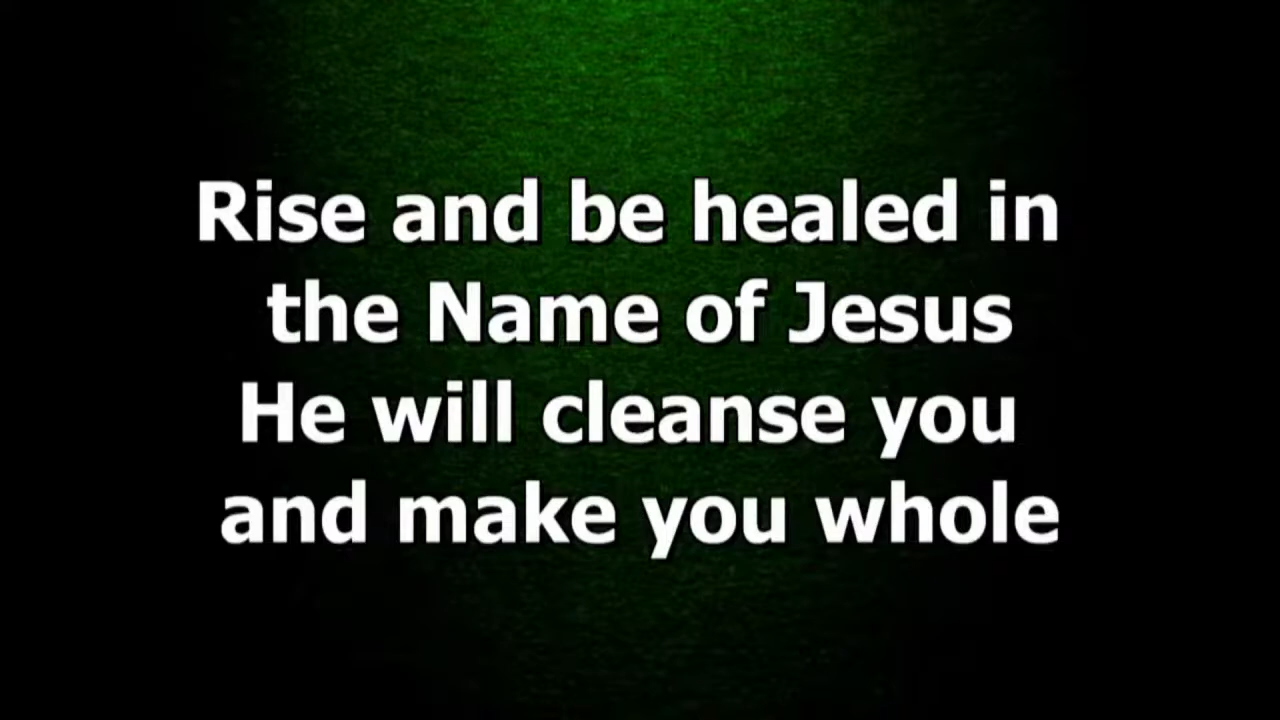 Rise and be healed in
the Name of Jesus
He will cleanse you
and make you whole